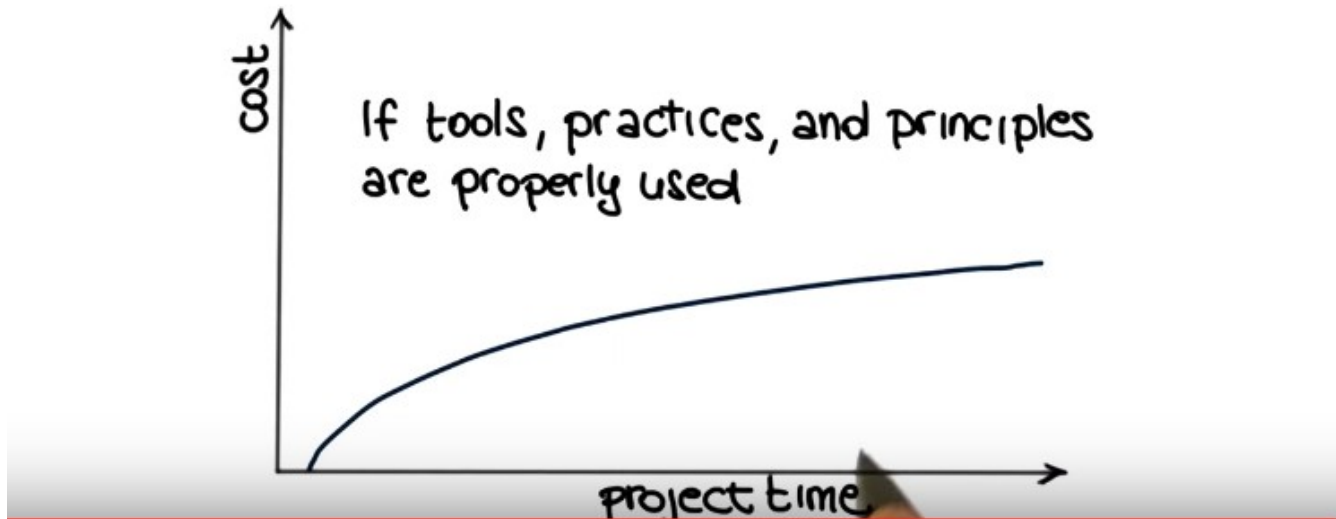 cost
If tools, practices, and principles
are properly used
project time